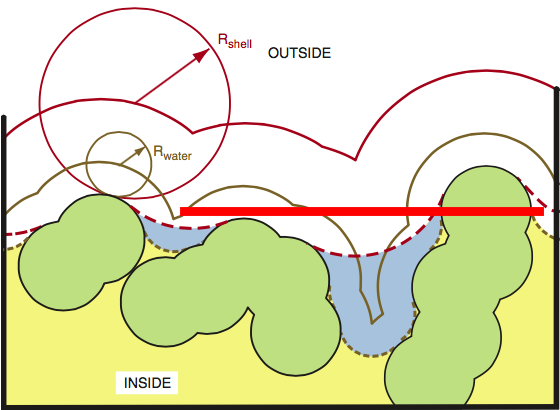 Rshell
OUTSIDE
Rwater
INSIDE